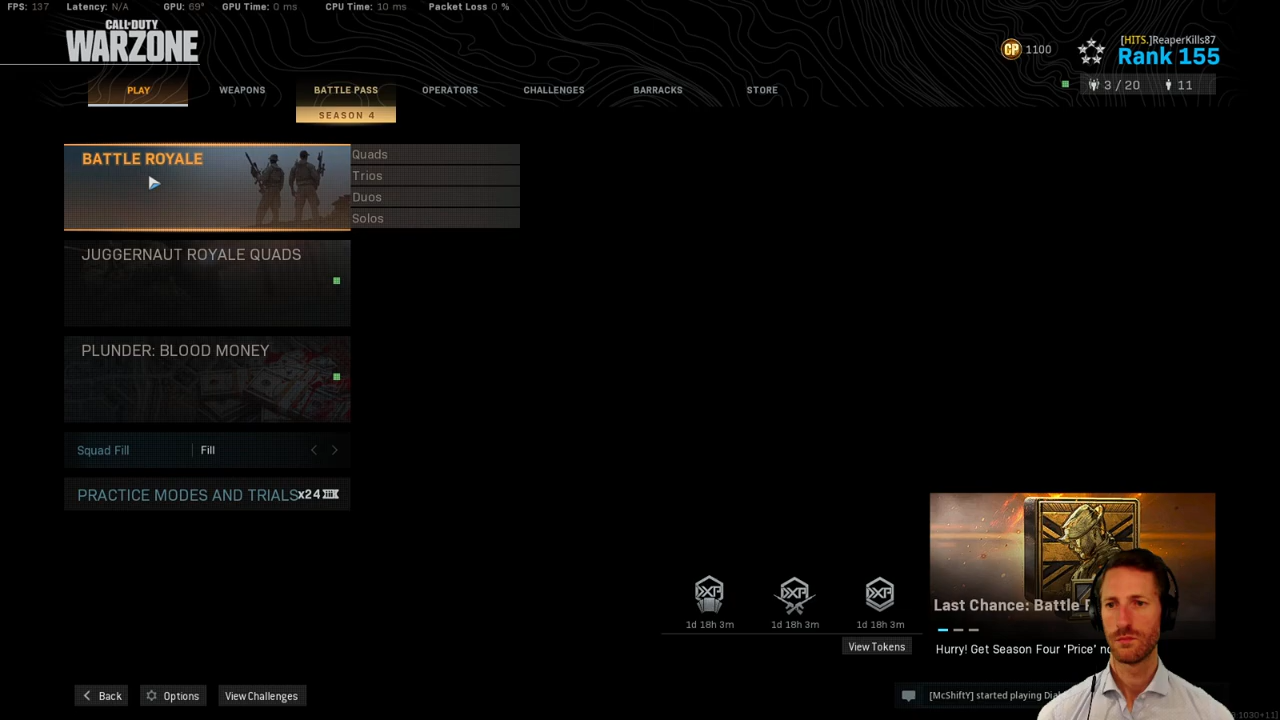 FPS: 137 Latency: N/A GPU: 69° GPU Time: 0 ms CPU Time: 10 ms Packet Loss 0 %
CALL OF DUTY
WARZONE
CP 1100
[HITS.]ReaperKills87
Rank 155
3 / 20 11
PLAY WEAPONS BATTLE PASS OPERATORS CHALLENGES BARRACKS STORE
SEASON 4
BATTLE ROYALE
Quads
Trios
Duos
Solos
JUGGERNAUT ROYALE QUADS
PLUNDER: BLOOD MONEY
Squad Fill Fill
PRACTICE MODES AND TRIALS x24
DXP DXP DXP
1d 18h 3m 1d 18h 3m 1d 18h 3m
View Tokens
Last Chance: Battle
Hurry! Get Season Four 'Price'
Back Options View Challenges
[McShiftY] started playing